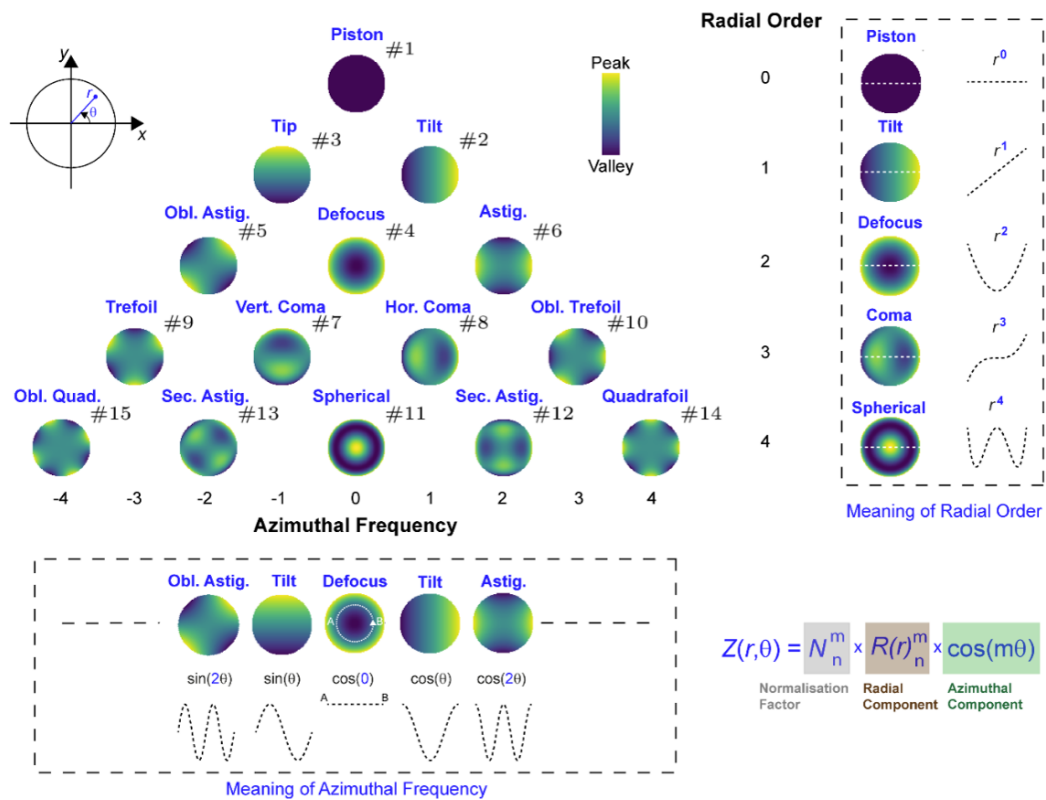 Piston
#1
Peak
Valley
y
r
θ
x
Tip
#3
Tilt
#2
Obl. Astig.
#5
Defocus
#4
Astig.
#6
Trefoil
#9
Vert. Coma
#7
Hor. Coma
#8
Obl. Trefoil
#10
Obl. Quad.
#15
Sec. Astig.
#13
Spherical
#11
Sec. Astig.
#12
Quadrafoil
#14
-4 -3 -2 -1 0 1 2 3 4
Azimuthal Frequency
Radial Order
0
1
2
3
4
Piston
r⁰
Tilt
r¹
Defocus
r²
Coma
r³
Spherical
r⁴
Meaning of Radial Order
Obl. Astig. Tilt Defocus Tilt Astig.
A B
sin(2θ) sin(θ) cos(0) cos(θ) cos(2θ)
A B
Meaning of Azimuthal Frequency
Z(r,θ) = N m n x R(r) m n x cos(mθ)
Normalisation Factor
Radial Component
Azimuthal Component